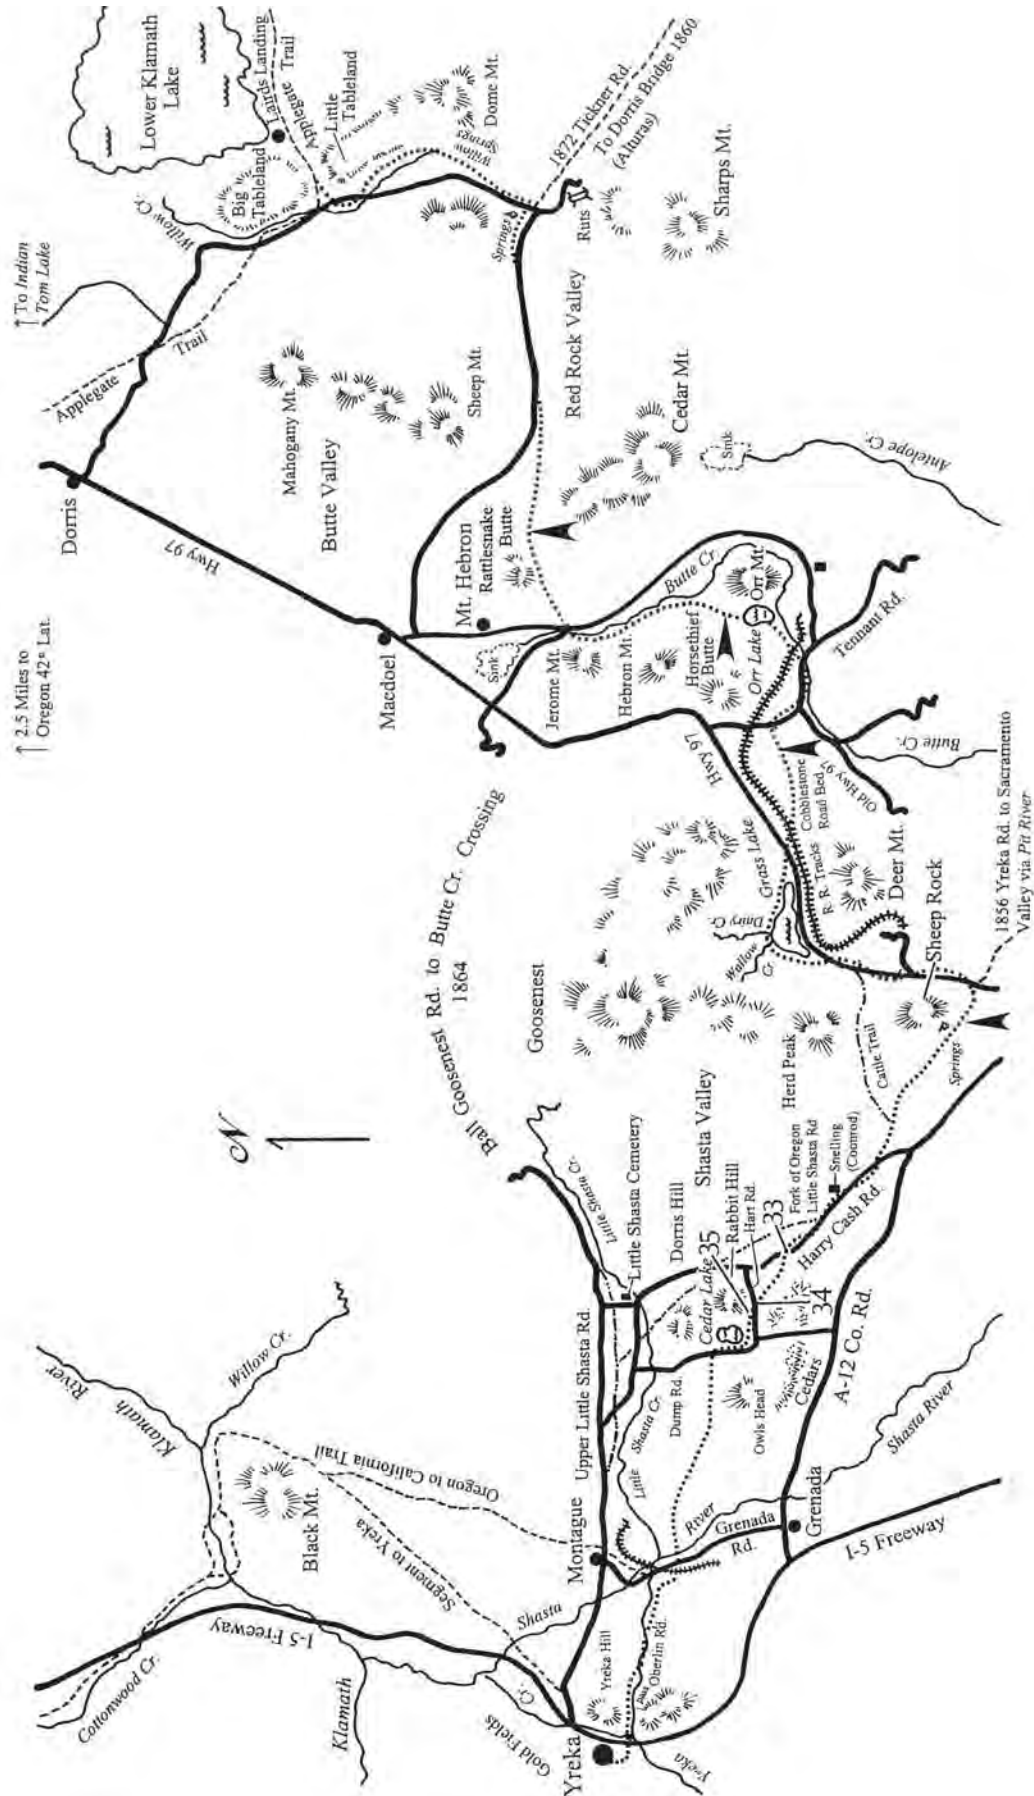 ↑ 2.5 Miles to
Oregon 42° Lat.
↑ To Indian
Tom Lake
Lower Klamath
Lake
Lairds Landing
Applegate Trail
Little
Tableland
Big
Tableland
Willow Cr.
Willow
Springs
Dome Mt.
1872 Tickner Rd.
To Dorris Bridge 1860
(Alturas)
Ruts
Springs
Sharps Mt.
Applegate
Trail
Dorris
Hwy 97
Mahogany Mt.
Butte Valley
Sheep Mt.
Red Rock Valley
Cedar Mt.
Sink
Antelope Cr.
Macdoel
Mt. Hebron
Rattlesnake
Butte
Butte Cr.
Sink
Jerome Mt.
Hebron Mt.
Horsethief
Butte
Orr Lake
Orr Mt.
Tennant Rd.
Hwy 97
Cobblestone
Road Bed
Old Hwy 97
Butte Cr.
Ball Goosenest Rd. to Butte Cr. Crossing
1864
Grass Lake
R. R. Tracks
Deer Mt.
Dairy Cr.
Wallow
Cr.
Sheep Rock
1856 Yreka Rd. to Sacramento
Valley via Pit River
Goosenest
Herd Peak
Cattle Trail
Springs
N
Shasta Valley
Little Shasta Cr.
Little Shasta Cemetery
Dorris Hill
Cedar Lake
35
Rabbit Hill
Hart Rd.
33
Fork of Oregon
Little Shasta Rd
Snelling
(Coonrod)
Harry Cash Rd.
34
A-12 Co. Rd.
Upper Little Shasta Rd.
Little
Shasta Cr.
Dump Rd.
Owls Head
Cedars
Shasta River
Klamath
River
Willow Cr.
Oregon to California Trail
Black Mt.
Segment to Yreka
Montague
River
Grenada
Rd.
Grenada
I-5 Freeway
Shasta
I-5 Freeway
Cottonwood Cr.
Klamath
Gold Fields
Cr.
Yreka Hill
Oberlin Rd.
Yreka
Yreka